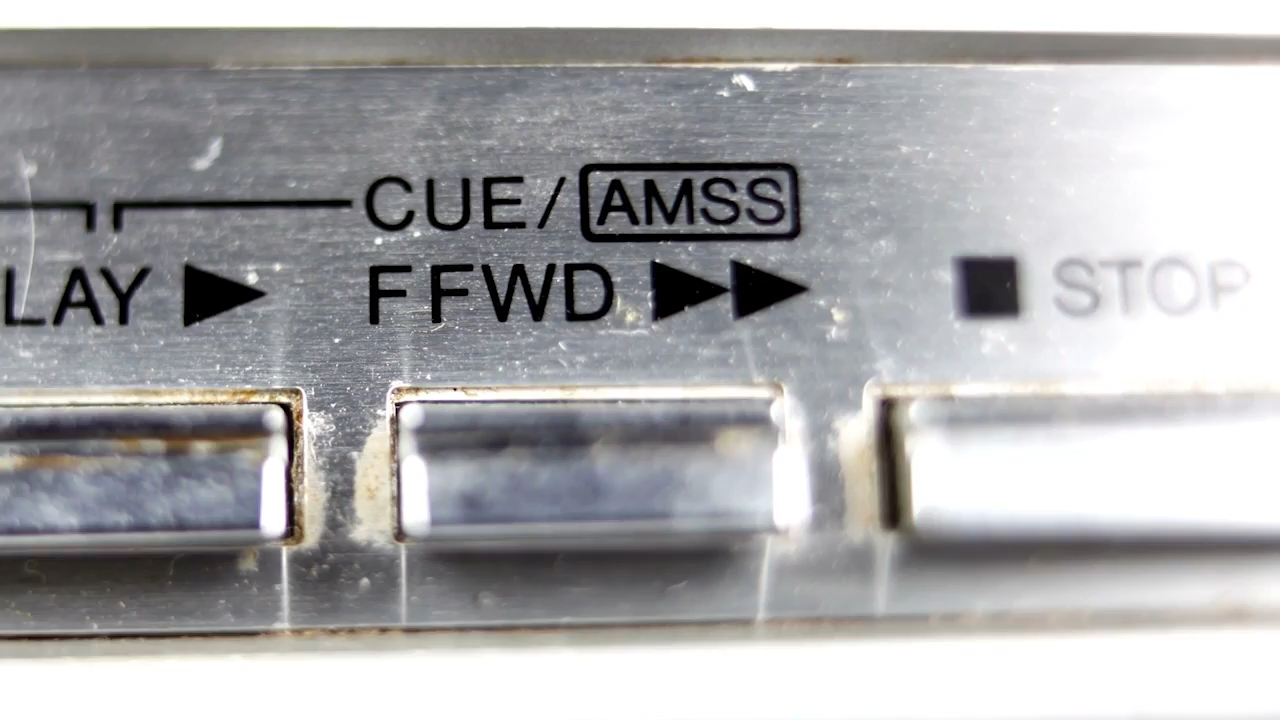 CUE/AMSS
LAY ▶ FFWD ▶▶ ■ STOP